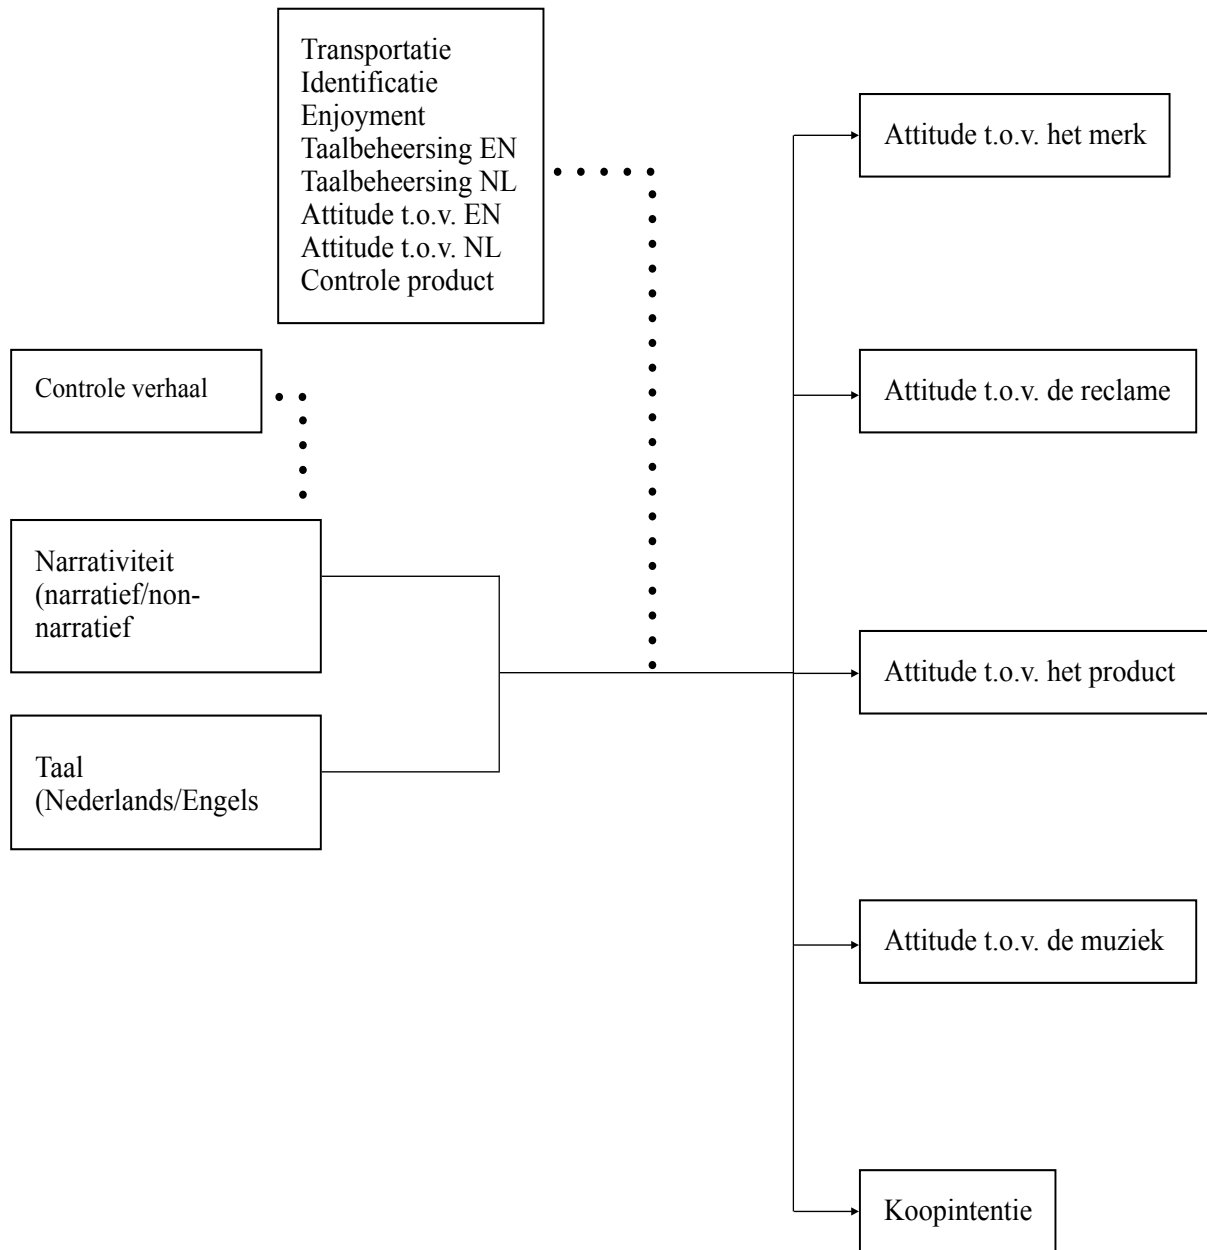 Transportatie
Identificatie
Enjoyment
Taalbeheersing EN
Taalbeheersing NL
Attitude t.o.v. EN
Attitude t.o.v. NL
Controle product
Controle verhaal
Narrativiteit
(narratief/non-
narratief
Taal
(Nederlands/Engels
Attitude t.o.v. het merk
Attitude t.o.v. de reclame
Attitude t.o.v. het product
Attitude t.o.v. de muziek
Koopintentie